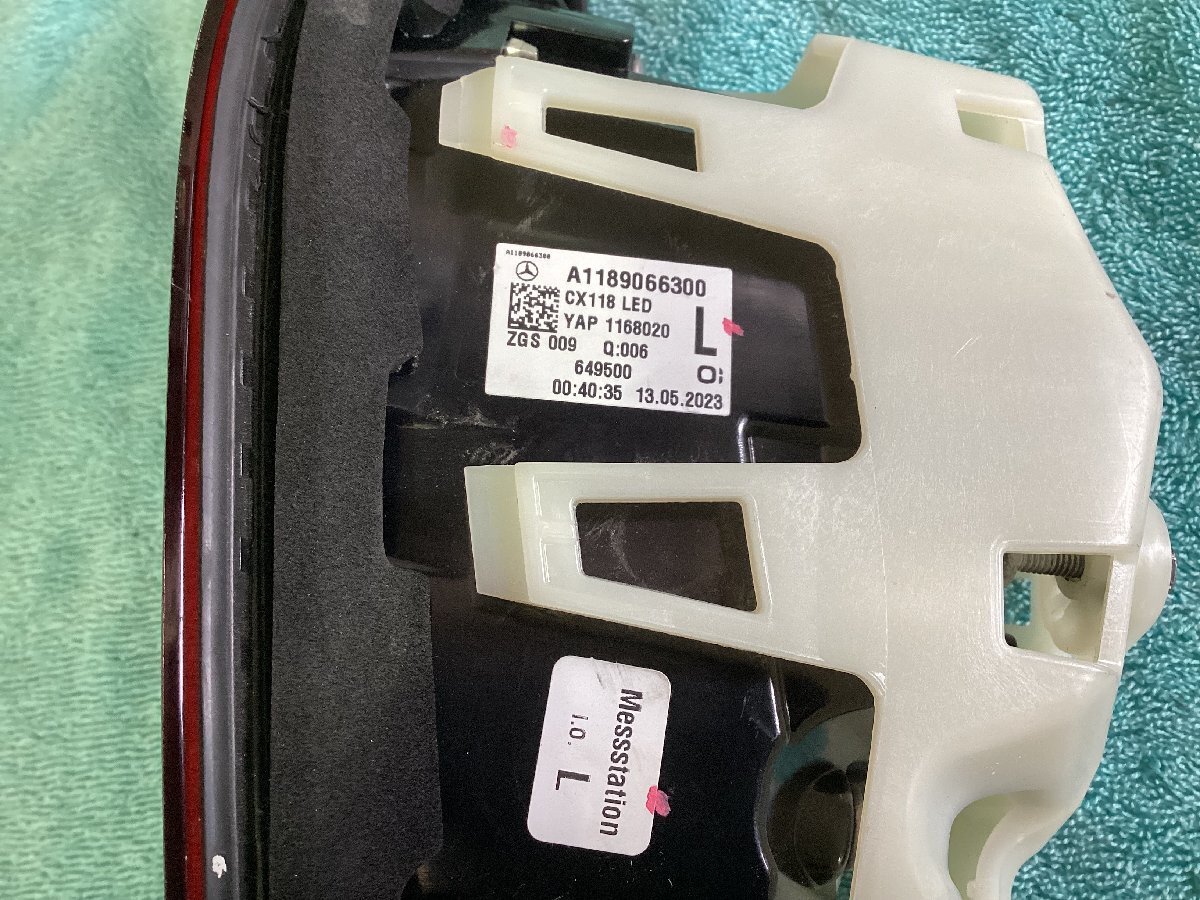 A1189066300
A1189066300
CX118 LED
YAP 1168020
L
ZGS 009 Q:006
649500
00:40:35 13.05.2023
Messstation
I.O. L